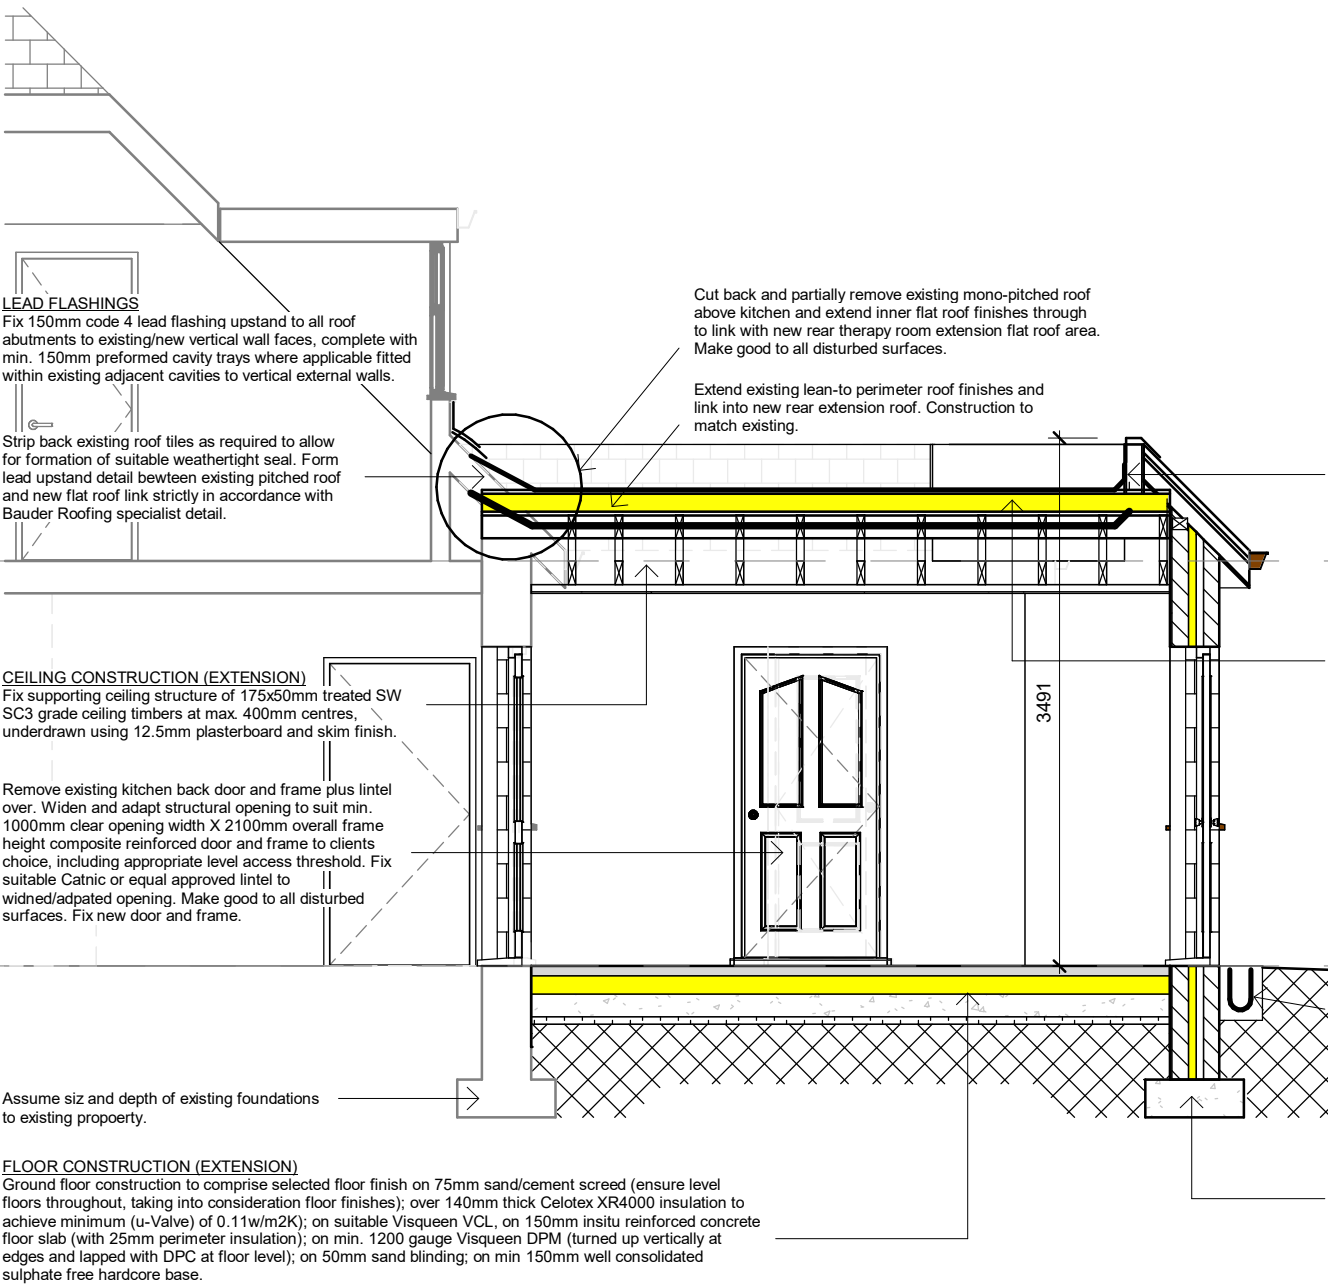 LEAD FLASHINGS
Fix 150mm code 4 lead flashing upstand to all roof
abutments to existing/new vertical wall faces, complete with
min. 150mm preformed cavity trays where applicable fitted
within existing adjacent cavities to vertical external walls.
Strip back existing roof tiles as required to allow
for formation of suitable weathertight seal. Form
lead upstand detail bewteen existing pitched roof
and new flat roof link strictly in accordance with
Bauder Roofing specialist detail.
Cut back and partially remove existing mono-pitched roof
above kitchen and extend inner flat roof finishes through
to link with new rear therapy room extension flat roof area.
Make good to all disturbed surfaces.
Extend existing lean-to perimeter roof finishes and
link into new rear extension roof. Construction to
match existing.
CEILING CONSTRUCTION (EXTENSION)
Fix supporting ceiling structure of 175x50mm treated SW
SC3 grade ceiling timbers at max. 400mm centres,
underdrawn using 12.5mm plasterboard and skim finish.
3491
Remove existing kitchen back door and frame plus lintel
over. Widen and adapt structural opening to suit min.
1000mm clear opening width X 2100mm overall frame
height composite reinforced door and frame to clients
choice, including appropriate level access threshold. Fix
suitable Catnic or equal approved lintel to
widned/adpated opening. Make good to all disturbed
surfaces. Fix new door and frame.
Assume siz and depth of existing foundations
to existing propoerty.
FLOOR CONSTRUCTION (EXTENSION)
Ground floor construction to comprise selected floor finish on 75mm sand/cement screed (ensure level
floors throughout, taking into consideration floor finishes); over 140mm thick Celotex XR4000 insulation to
achieve minimum (u-Valve) of 0.11w/m2K); on suitable Visqueen VCL, on 150mm insitu reinforced concrete
floor slab (with 25mm perimeter insulation); on min. 1200 gauge Visqueen DPM (turned up vertically at
edges and lapped with DPC at floor level); on 50mm sand blinding; on min 150mm well consolidated
sulphate free hardcore base.